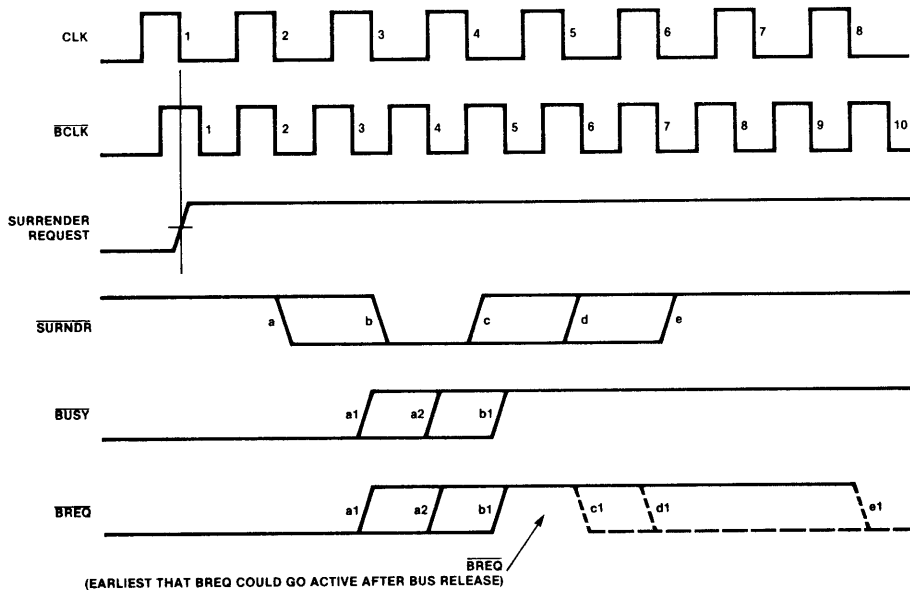 CLK 1 2 3 4 5 6 7 8
BCLK 1 2 3 4 5 6 7 8 9 10
SURRENDER
REQUEST
SURNDR a b c d e
BUSY a1 a2 b1
BREQ a1 a2 b1 c1 d1 e1
BREQ
(EARLIEST THAT BREQ COULD GO ACTIVE AFTER BUS RELEASE)